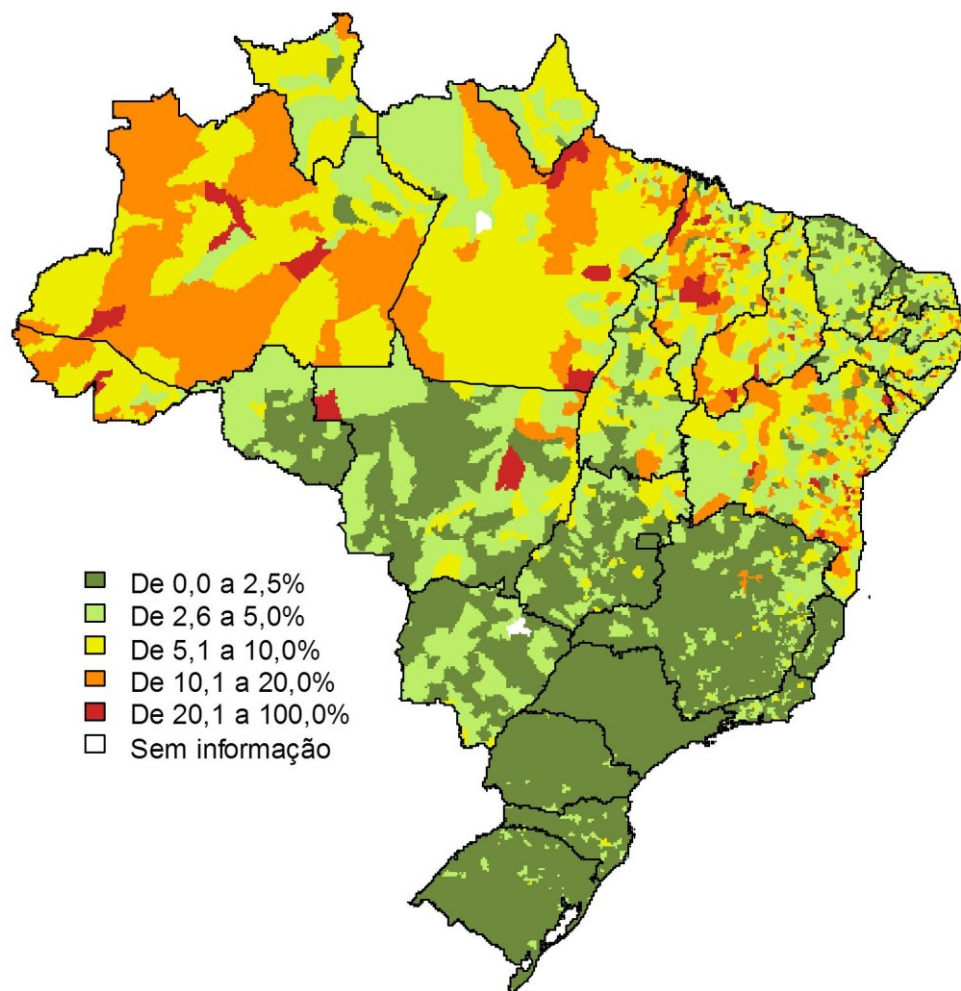 De 0,0 a 2,5%
De 2,6 a 5,0%
De 5,1 a 10,0%
De 10,1 a 20,0%
De 20,1 a 100,0%
Sem informação